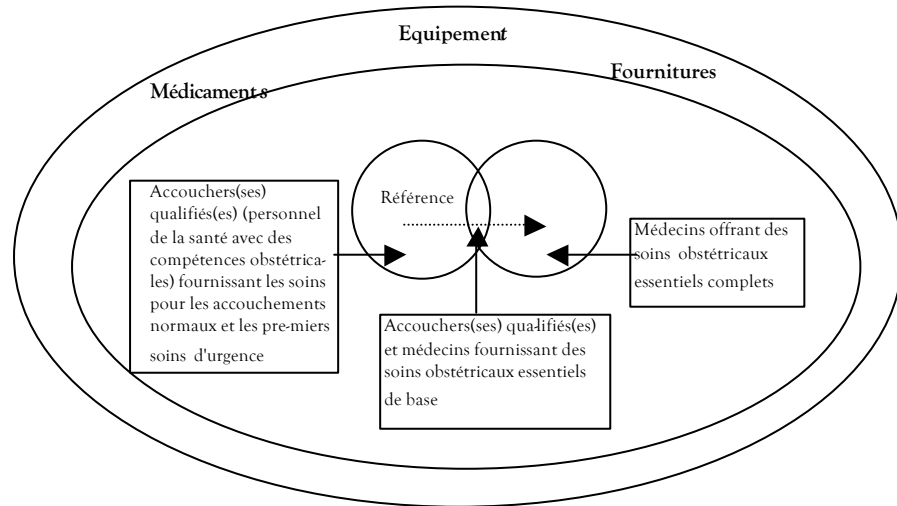 Equipement
Fournitures
Médicaments
Accouchers(ses)
qualifiés(es) (personnel
de la santé avec des
compétences obstétrica-
les) fournissant les soins
pour les accouchements
normaux et les pre-miers
soins d'urgence
Référence
Médecins offrant des
soins obstétricaux
essentiels complets
Accouchers(ses) qua-lifiés(es)
et médecins fournissant des
soins obstétricaux essentiels
de base